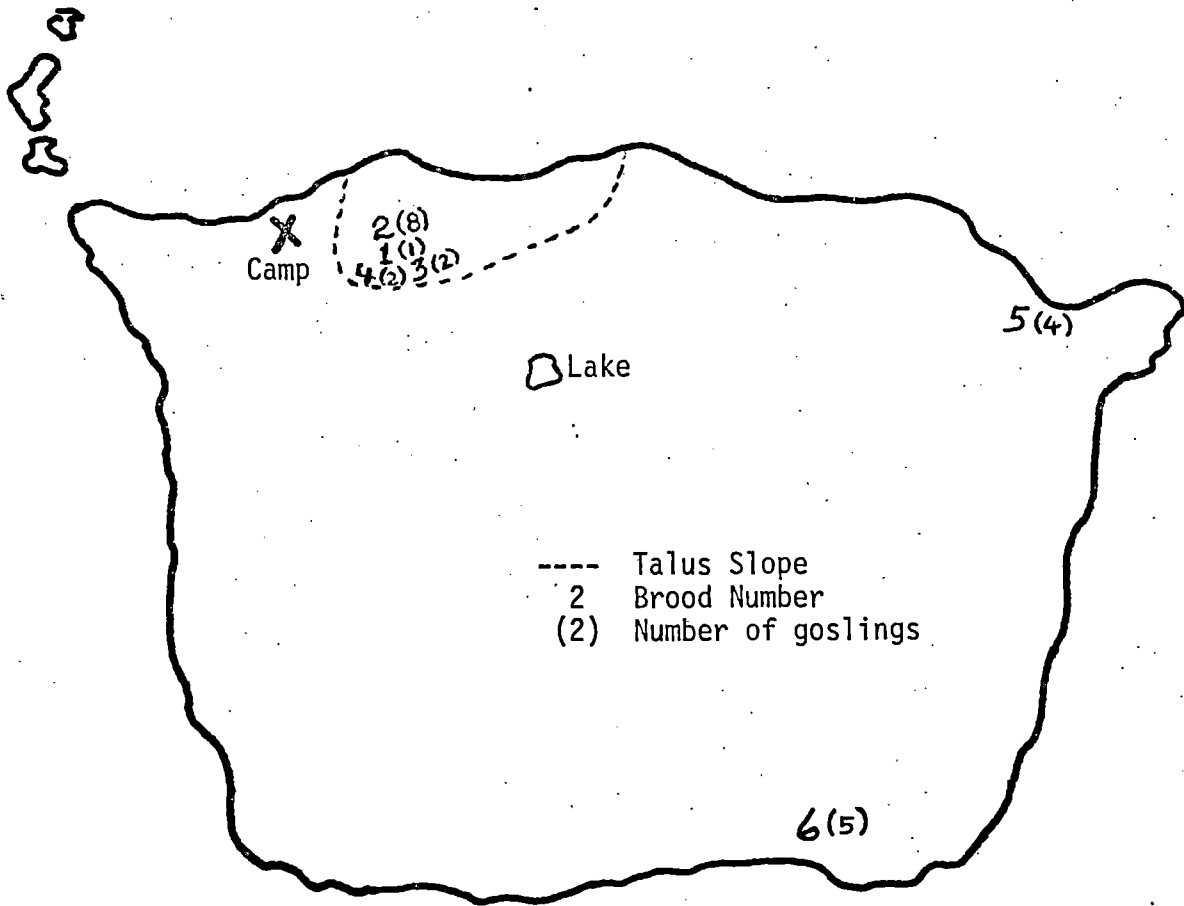 2 (8)
1 (1)
4 (2) 3 (2)
Camp
5 (4)
Lake
---- Talus Slope
2 Brood Number
(2) Number of goslings
6 (5)